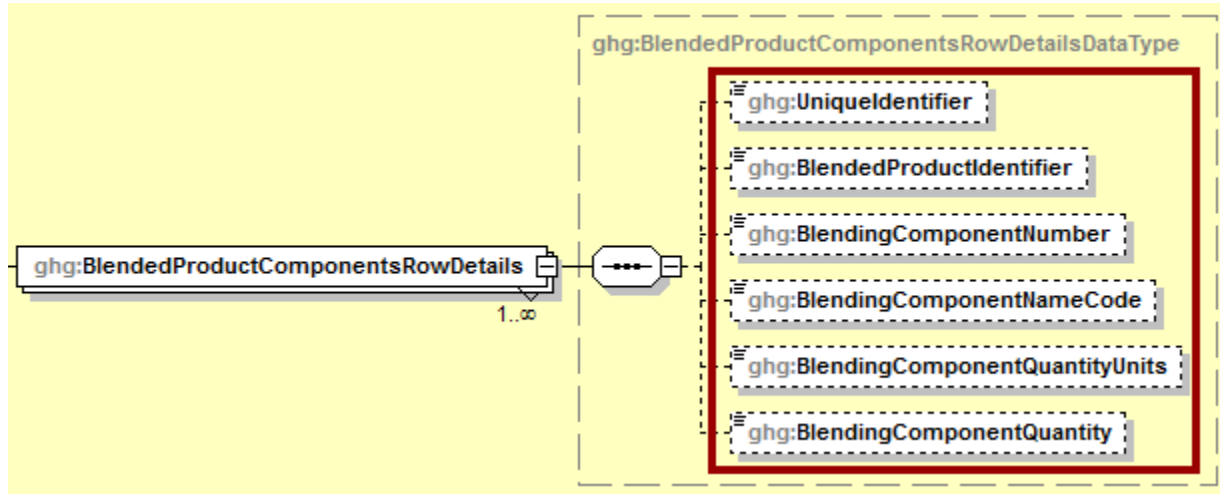 ghg:BlendedProductComponentsRowDetailsDataType
ghg:UniqueIdentifier
ghg:BlendedProductIdentifier
ghg:BlendingComponentNumber
ghg:BlendedProductComponentsRowDetails
1..∞
ghg:BlendingComponentNameCode
ghg:BlendingComponentQuantityUnits
ghg:BlendingComponentQuantity